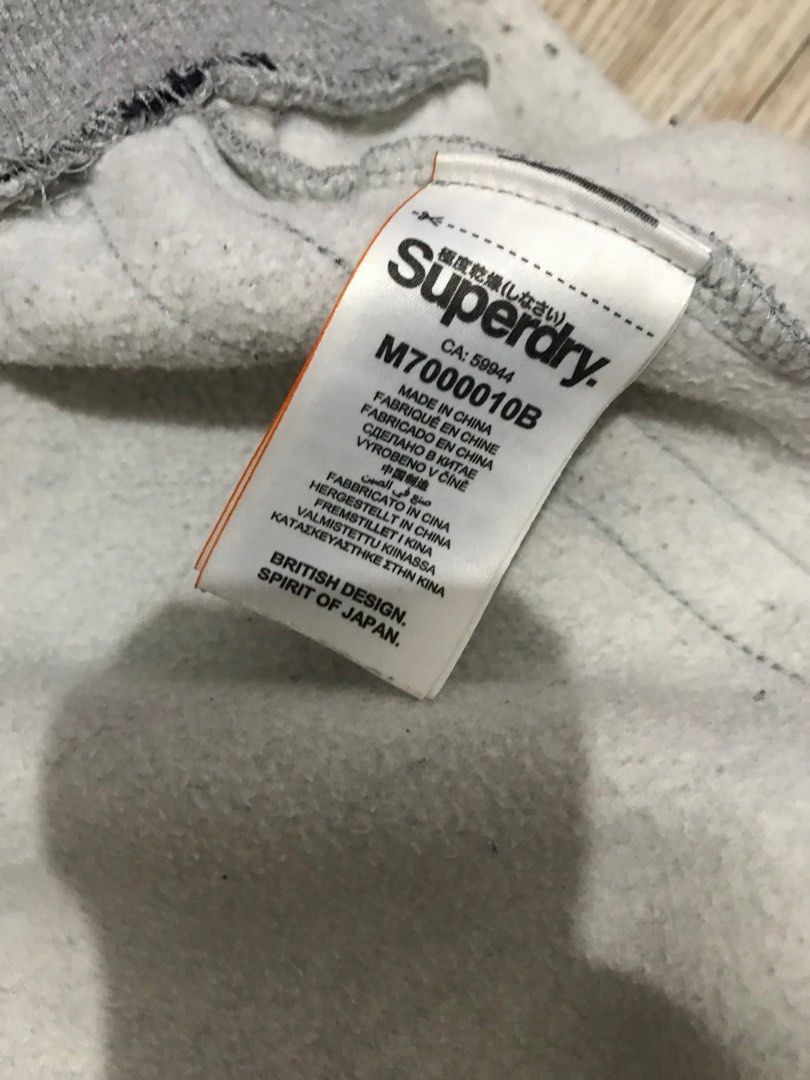 極度乾燥(しなさい)
Superdry.
CA: 59944
M7000010B
MADE IN CHINA
FABRIQUÉ EN CHINE
FABRICADO EN CHINA
СДЕЛАНО В КИТАЕ
VYROBENO V ČÍNĚ
中国制造
صنع في الصين
FABBRICATO IN CINA
HERGESTELLT IN CHINA
FREMSTILLET I KINA
VALMISTETTU KIINASSA
ΚΑΤΑΣΚΕΥΑΣΤΗΚΕ ΣΤΗΝ ΚΙΝΑ
BRITISH DESIGN.
SPIRIT OF JAPAN.